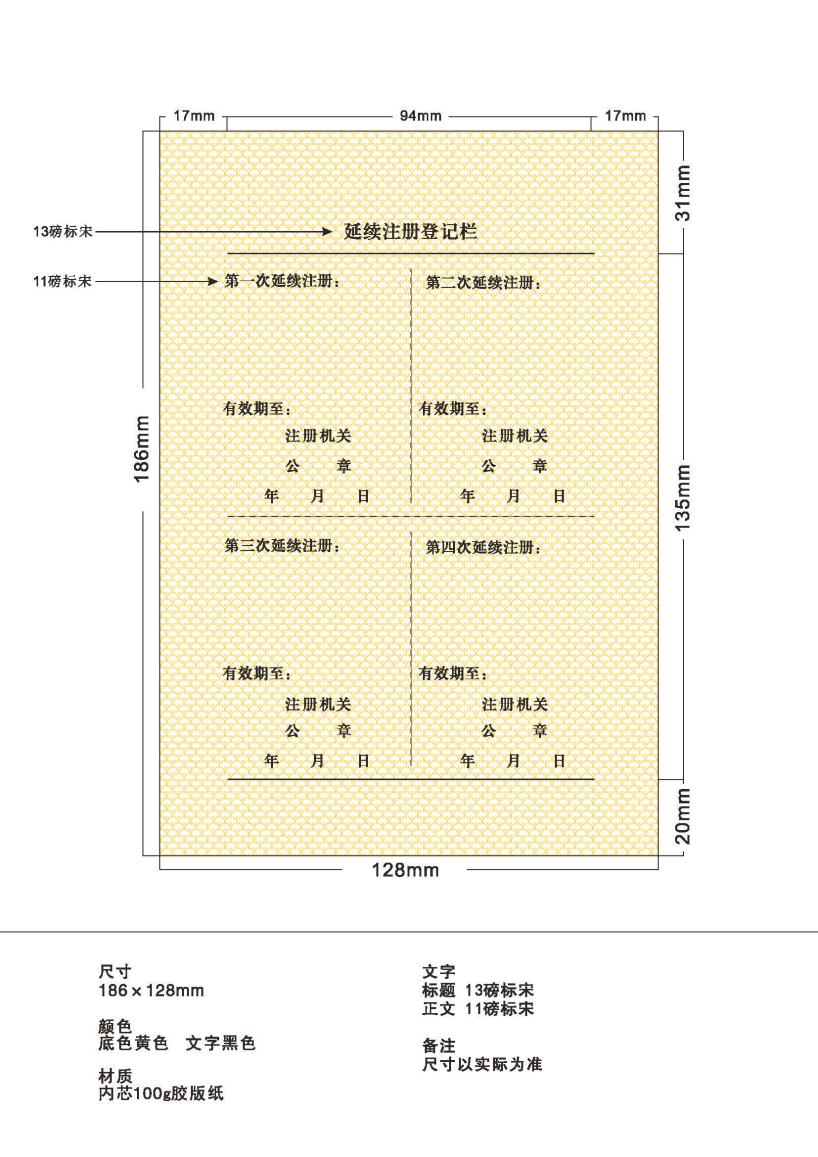 17mm 94mm 17mm
31mm
13磅标宋 延续注册登记栏
11磅标宋 第一次延续注册： 第二次延续注册：
有效期至： 有效期至：
注册机关 注册机关
186mm
公 章 公 章
135mm
年 月 日 年 月 日
第三次延续注册： 第四次延续注册：
有效期至： 有效期至：
注册机关 注册机关
公 章 公 章
年 月 日 年 月 日
20mm
128mm
尺寸
186×128mm
颜色
底色黄色 文字黑色
材质
内芯100g胶版纸
文字
标题 13磅标宋
正文 11磅标宋
备注
尺寸以实际为准